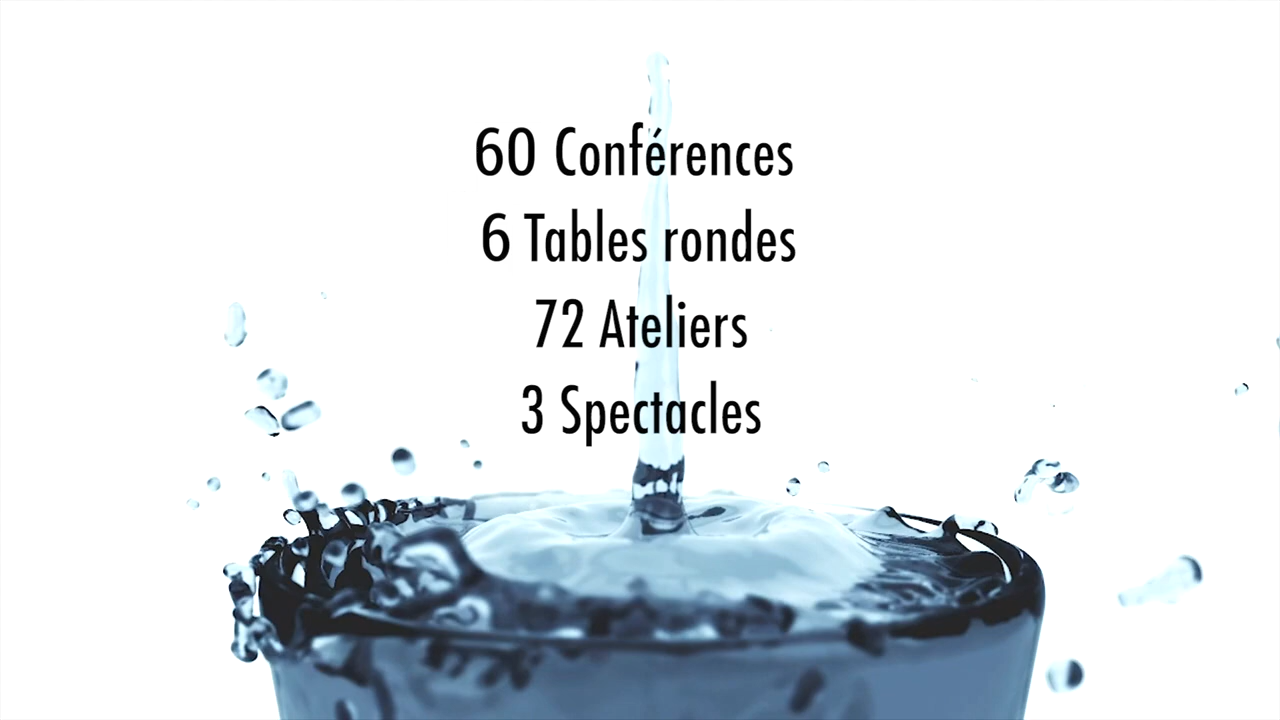 60 Conférences
6 Tables rondes
72 Ateliers
3 Spectacles